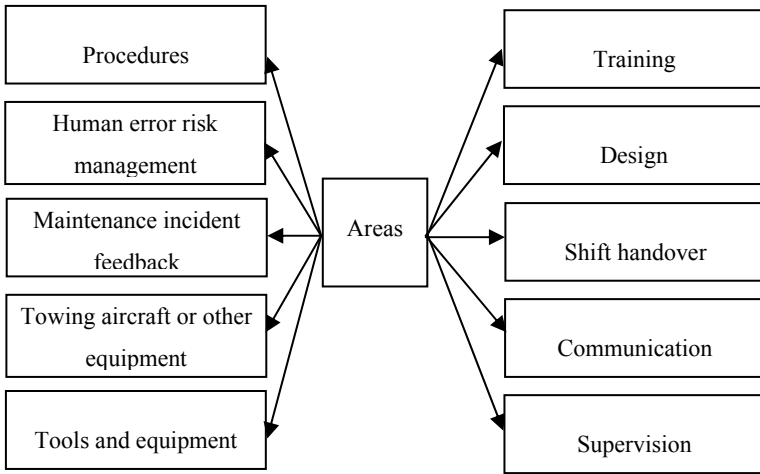 Procedures
Human error risk
management
Maintenance incident
feedback
Towing aircraft or other
equipment
Tools and equipment
Areas
Training
Design
Shift handover
Communication
Supervision